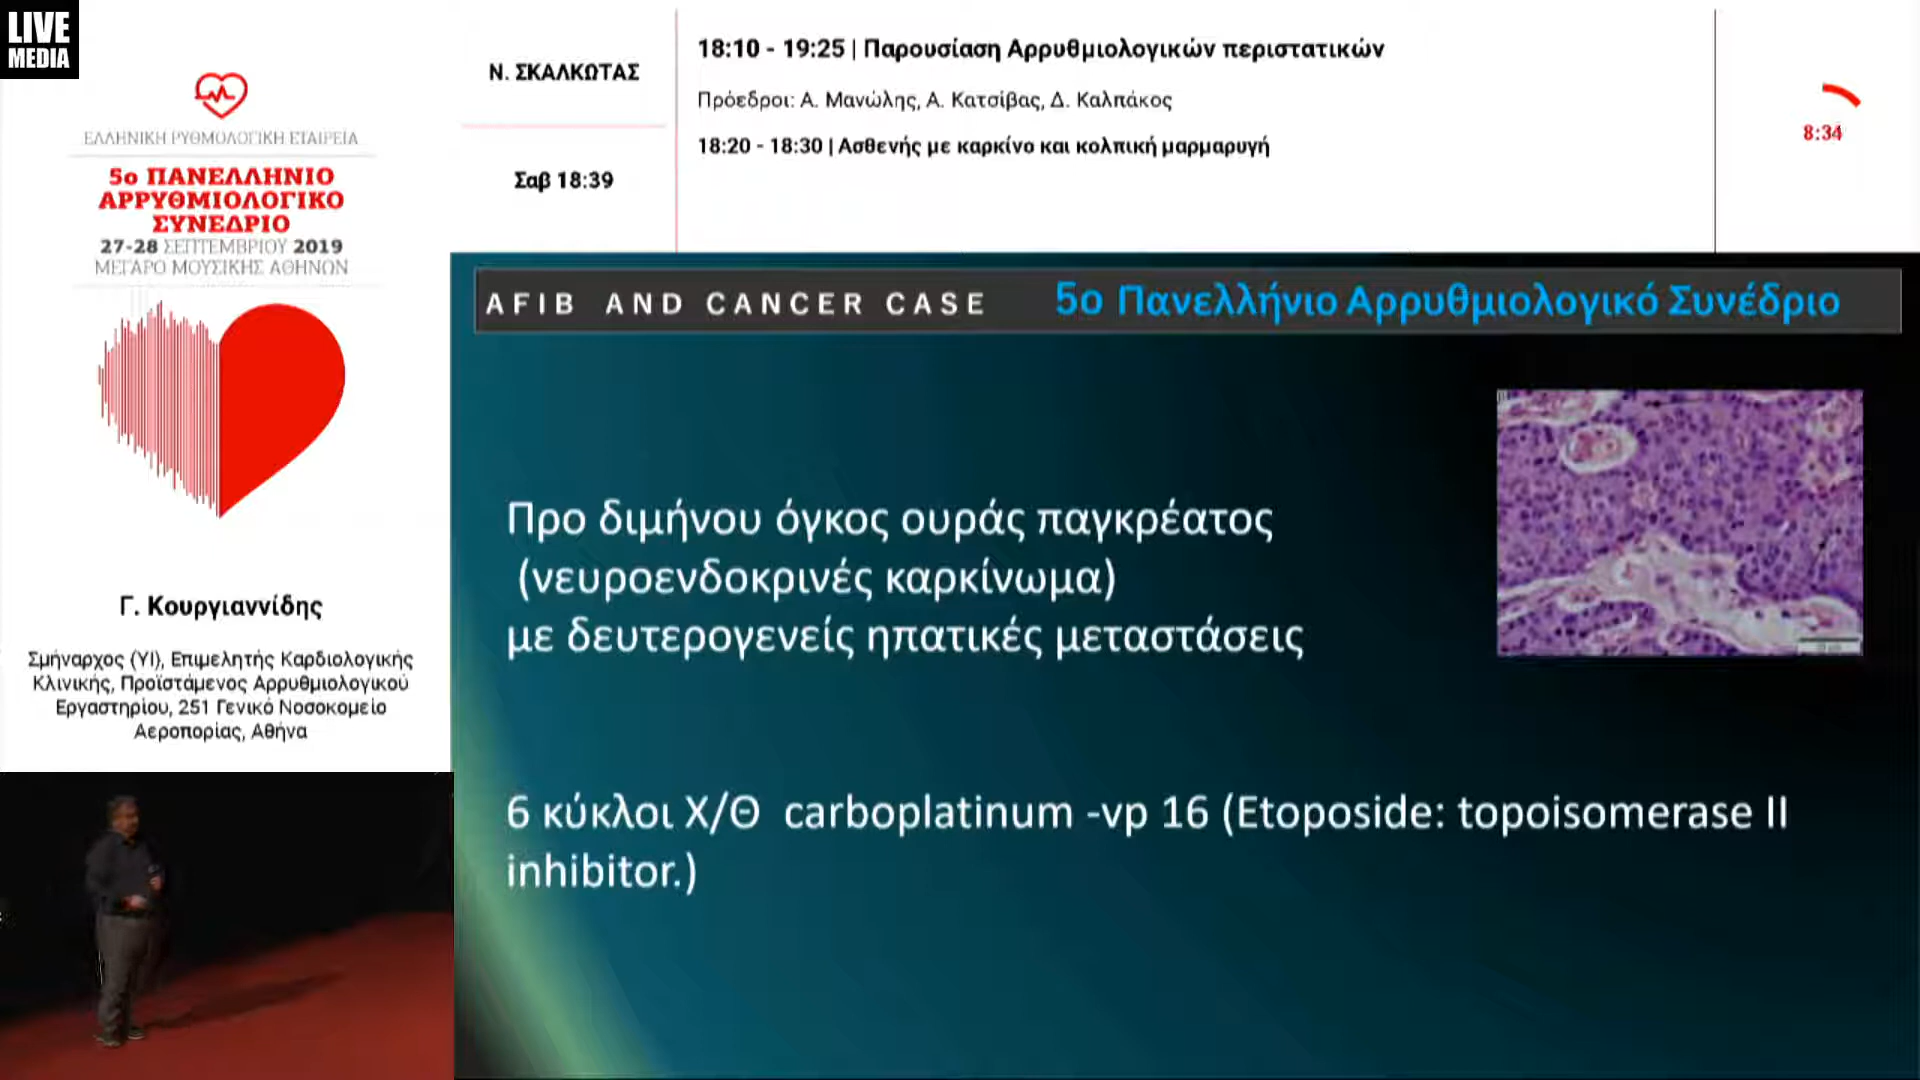 LIVE
MEDIA
ΕΛΛΗΝΙΚΗ ΡΥΘΜΟΛΟΓΙΚΗ ΕΤΑΙΡΕΙΑ
5ο ΠΑΝΕΛΛΗΝΙΟ
ΑΡΡΥΘΜΙΟΛΟΓΙΚΟ
ΣΥΝΕΔΡΙΟ
27-28 ΣΕΠΤΕΜΒΡΙΟΥ 2019
ΜΕΓΑΡΟ ΜΟΥΣΙΚΗΣ ΑΘΗΝΩΝ
Γ. Κουργιαννίδης
Σμήναρχος (ΥΙ), Επιμελητής Καρδιολογικής
Κλινικής, Προϊστάμενος Αρρυθμιολογικού
Εργαστηρίου, 251 Γενικό Νοσοκομείο
Αεροπορίας, Αθήνα
Ν. ΣΚΑΛΚΩΤΑΣ
Σαβ 18:39
18:10 - 19:25 | Παρουσίαση Αρρυθμιολογικών περιστατικών
Πρόεδροι: Α. Μανώλης, Α. Κατσίβας, Δ. Καλπάκος
18:20 - 18:30 | Ασθενής με καρκίνο και κολπική μαρμαρυγή
8:34
AFIB AND CANCER CASE 5ο Πανελλήνιο Αρρυθμιολογικό Συνέδριο
Προ διμήνου όγκος ουράς παγκρέατος
(νευροενδοκρινές καρκίνωμα)
με δευτερογενείς ηπατικές μεταστάσεις
6 κύκλοι Χ/Θ carboplatinum -vp 16 (Etoposide: topoisomerase II
inhibitor.)